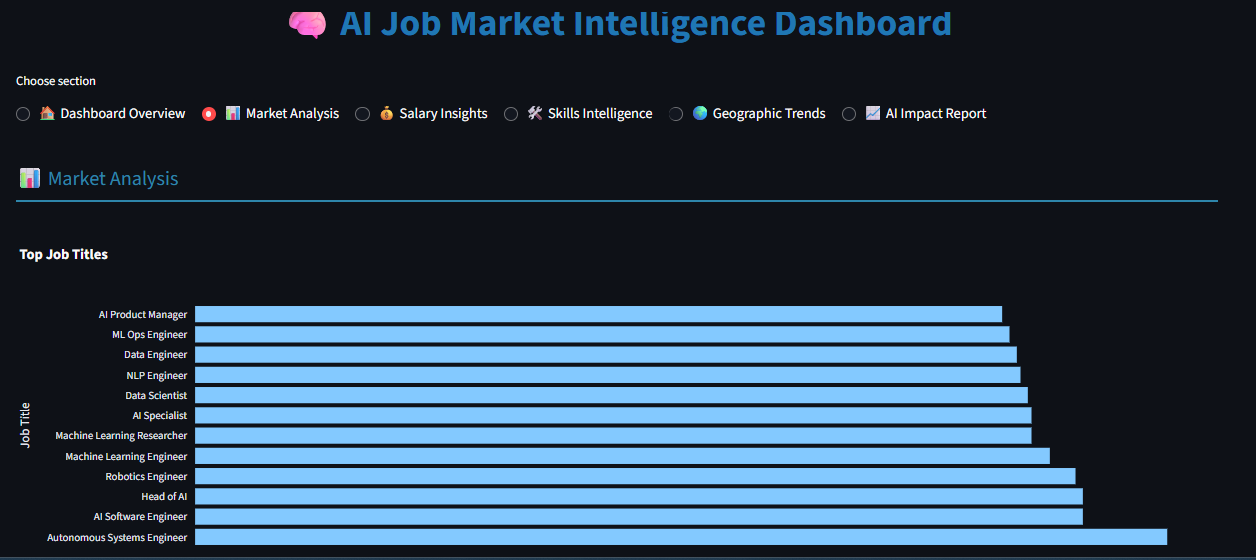 🧠 AI Job Market Intelligence Dashboard
Choose section
🏠 Dashboard Overview 📊 Market Analysis 💰 Salary Insights 🛠 Skills Intelligence 🌍 Geographic Trends 📈 AI Impact Report
📊 Market Analysis
Top Job Titles
Job Title
AI Product Manager
ML Ops Engineer
Data Engineer
NLP Engineer
Data Scientist
AI Specialist
Machine Learning Researcher
Machine Learning Engineer
Robotics Engineer
Head of AI
AI Software Engineer
Autonomous Systems Engineer